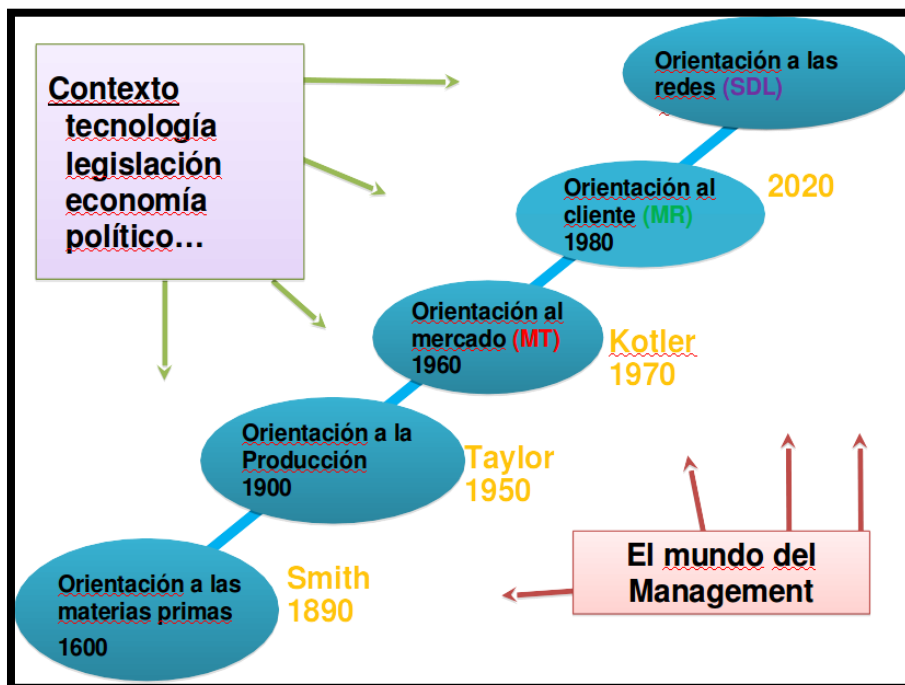 Contexto
tecnología
legislación
economía
político…
Orientación a las
redes (SDL)
Orientación al
cliente (MR)
1980
2020
Orientación al
mercado (MT)
1960
Kotler
1970
Orientación a la
Producción
1900
Taylor
1950
Orientación a las
materias primas
1600
Smith
1890
El mundo del
Management